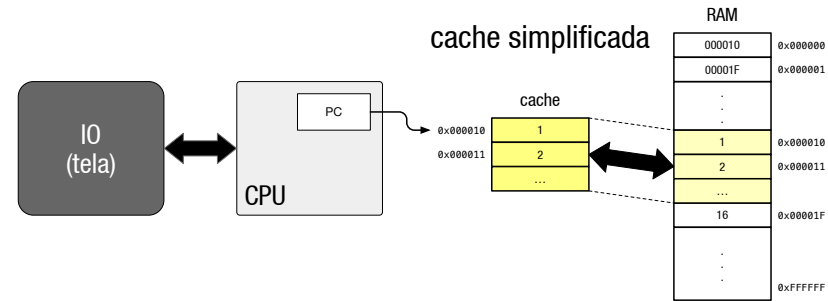 cache simplificada
IO
(tela)
CPU
PC
cache
0x000010
1
0x000011
2
...
RAM
000010
0x000000
00001F
0x000001
.
.
.
1
0x000010
2
0x000011
...
16
0x00001F
.
.
.
0xFFFFFF